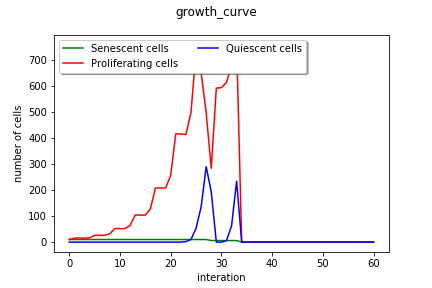 growth_curve
Senescent cells
Proliferating cells
Quiescent cells
number of cells
700
600
500
400
300
200
100
0
0 10 20 30 40 50 60
interation